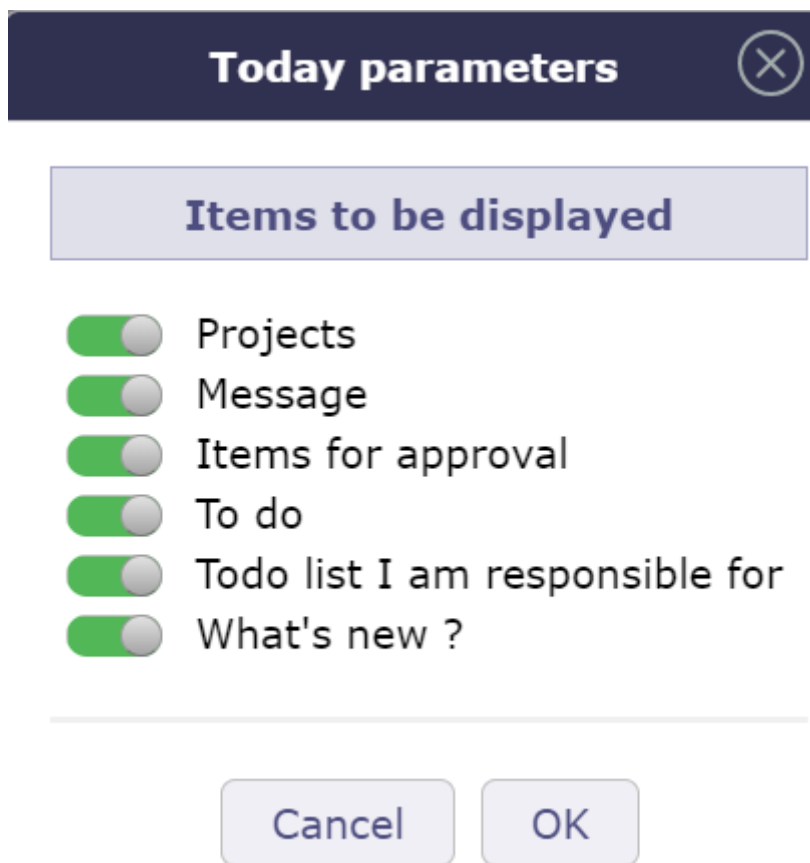 Today parameters
Items to be displayed
Projects
Message
Items for approval
To do
Todo list I am responsible for
What's new ?
Cancel
OK